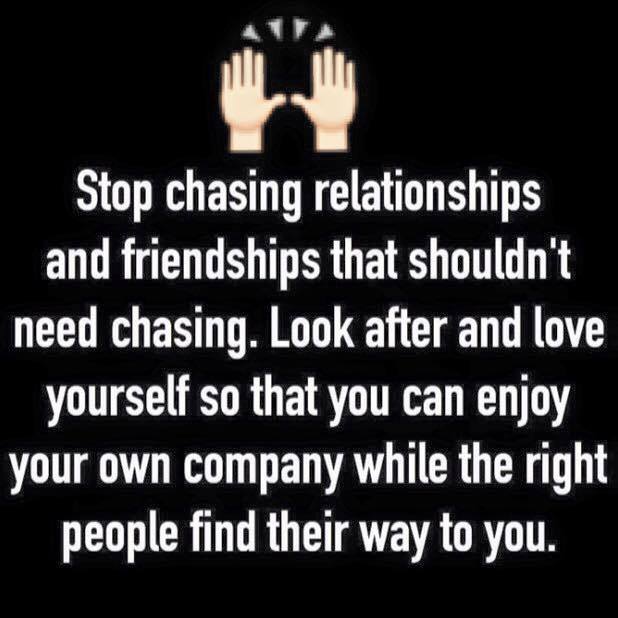 Stop chasing relationships
and friendships that shouldn't
need chasing. Look after and love
yourself so that you can enjoy
your own company while the right
people find their way to you.